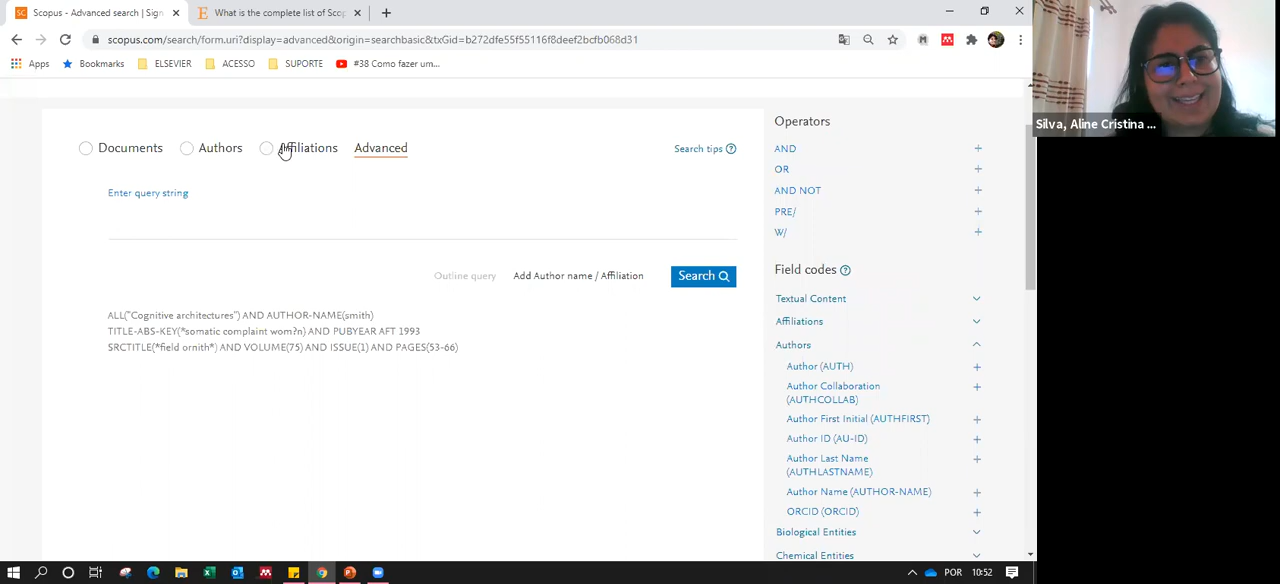 Scopus - Advanced search | Sign
What is the complete list of Scop
scopus.com/search/form.uri?display=advanced&origin=searchbasic&txGid=b272dfe55f55116f8deef2bcfb068d31
Apps
Bookmarks
ELSEVIER
ACESSO
SUPORTE
#38 Como fazer um...
Silva, Aline Cristina ...
Documents
Authors
Affiliations
Advanced
Search tips
Enter query string
Outline query
Add Author name / Affiliation
Search
ALL("Cognitive architectures") AND AUTHOR-NAME(smith)
TITLE-ABS-KEY(*somatic complaint wom?n) AND PUBYEAR AFT 1993
SRCTITLE(*field ornith*) AND VOLUME(75) AND ISSUE(1) AND PAGES(53-66)
Operators
AND
OR
AND NOT
PRE/
W/
Field codes
Textual Content
Affiliations
Authors
Author (AUTH)
Author Collaboration
(AUTHCOLLAB)
Author First Initial (AUTHFIRST)
Author ID (AU-ID)
Author Last Name
(AUTHLASTNAME)
Author Name (AUTHOR-NAME)
ORCID (ORCID)
Biological Entities
Chemical Entities
POR
10:52